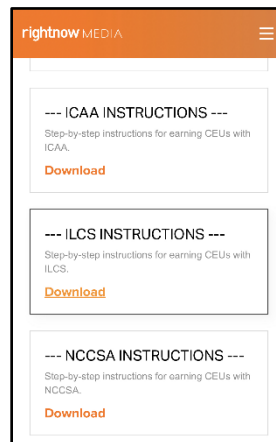 rightnow MEDIA
--- ICAA INSTRUCTIONS ---
Step-by-step instructions for earning CEUs with
ICAA.
Download
--- ILCS INSTRUCTIONS ---
Step-by-step instructions for earning CEUs with
ILCS.
Download
--- NCCSA INSTRUCTIONS ---
Step-by-step instructions for earning CEUs with
NCCSA.
Download